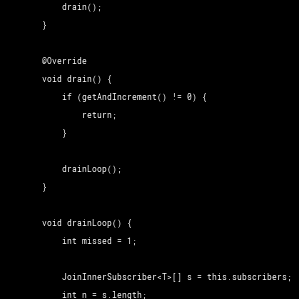 drain();
}
@Override
void drain() {
if (getAndIncrement() != 0) {
return;
}
drainLoop();
}
void drainLoop() {
int missed = 1;
JoinInnerSubscriber<T>[] s = this.subscribers;
int n = s.length;